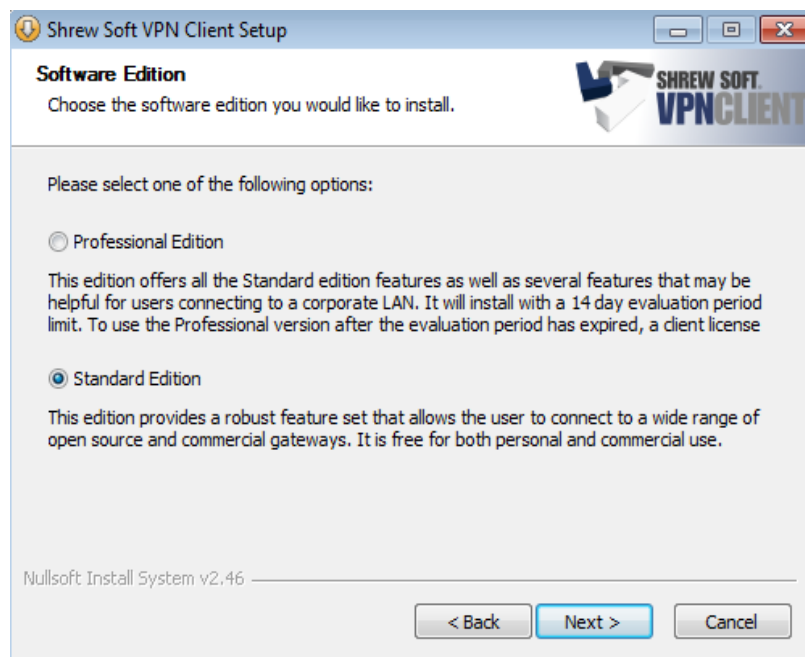 Shrew Soft VPN Client Setup
Software Edition
Choose the software edition you would like to install.
SHREW SOFT.
VPNCLIENT
Please select one of the following options:
Professional Edition
This edition offers all the Standard edition features as well as several features that may be
helpful for users connecting to a corporate LAN. It will install with a 14 day evaluation period
limit. To use the Professional version after the evaluation period has expired, a client license
Standard Edition
This edition provides a robust feature set that allows the user to connect to a wide range of
open source and commercial gateways. It is free for both personal and commercial use.
Nullsoft Install System v2.46
< Back
Next >
Cancel